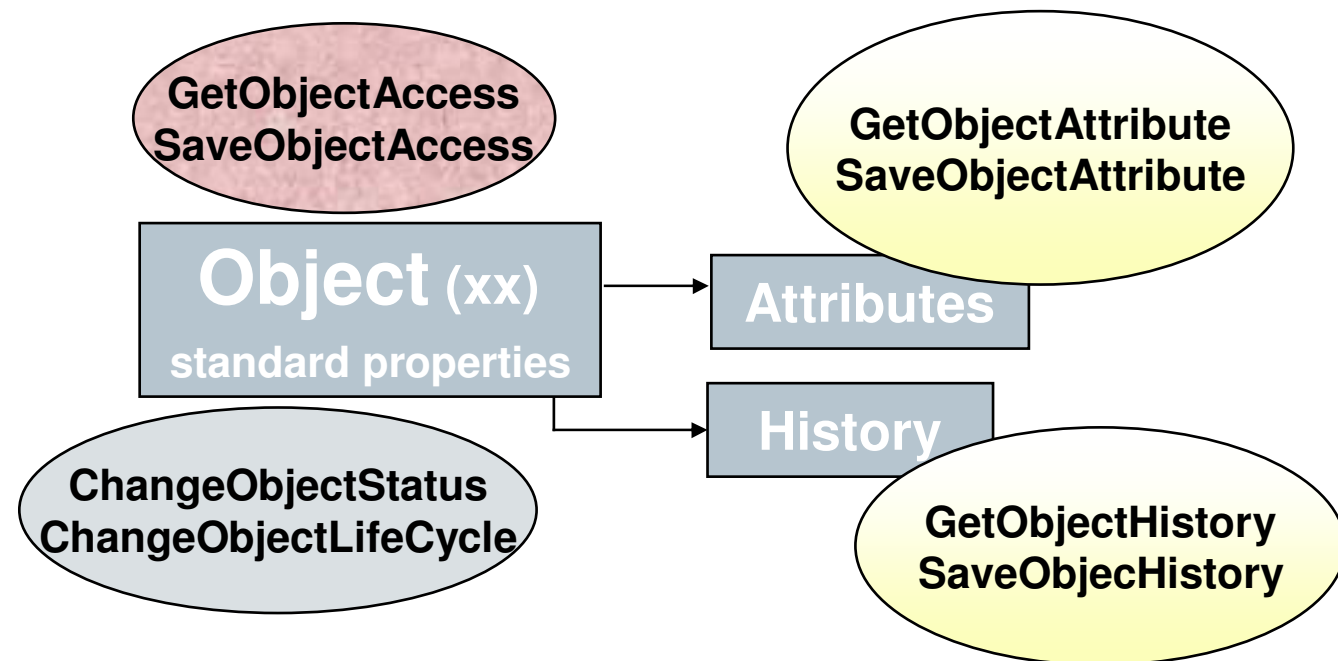 GetObjectAccess
SaveObjectAccess
GetObjectAttribute
SaveObjectAttribute
Object (xx)
standard properties
Attributes
History
ChangeObjectStatus
ChangeObjectLifeCycle
GetObjectHistory
SaveObjecHistory